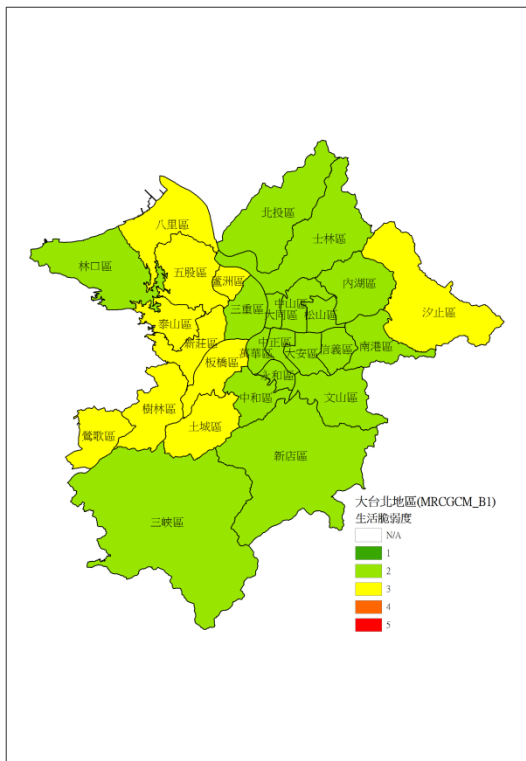 北投區
士林區
八里區
林口區
五股區
蘆洲區
內湖區
汐止區
三重區
中山區
大同區
松山區
泰山區
新莊區
中正區
萬華區
大安區
信義區
南港區
板橋區
永和區
中和區
文山區
樹林區
土城區
鶯歌區
新店區
三峽區
大台北地區(MRCGCM_B1)
生活脆弱度
N/A
1
2
3
4
5